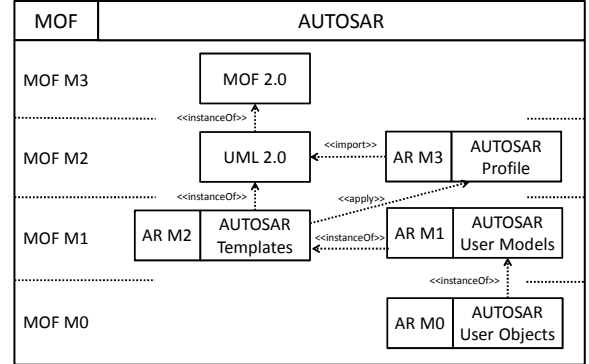 MOF
AUTOSAR
MOF M3
MOF 2.0
<<instanceOf>>
MOF M2
UML 2.0
<<import>>
AR M3
AUTOSAR
Profile
<<instanceOf>>
<<apply>>
MOF M1
AR M2
AUTOSAR
Templates
<<instanceOf>>
AR M1
AUTOSAR
User Models
<<instanceOf>>
MOF M0
AR M0
AUTOSAR
User Objects